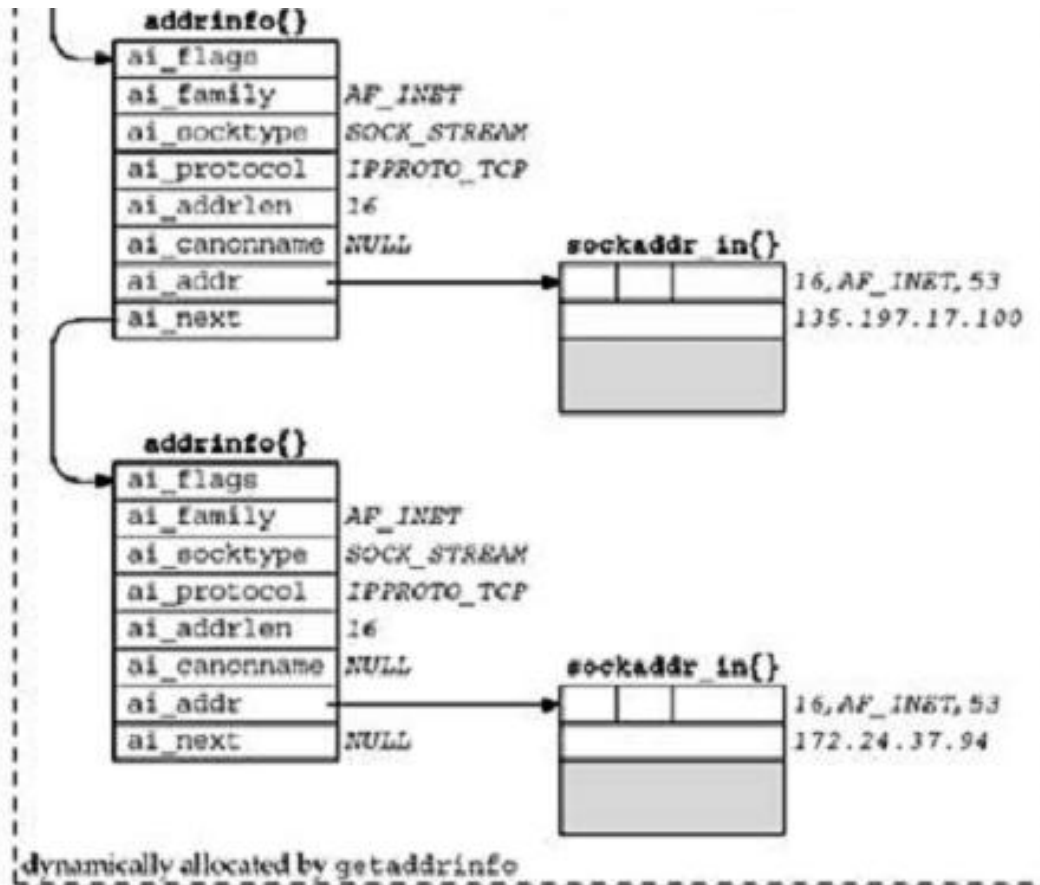 addrinfo{}
ai_flags
ai_family AF_INET
ai_socktype SOCK_STREAM
ai_protocol IPPROTO_TCP
ai_addrlen 16
ai_canonname NULL
ai_addr
ai_next
sockaddr_in{}
16,AF_INET,53
135.197.17.100
addrinfo{}
ai_flags
ai_family AF_INET
ai_socktype SOCK_STREAM
ai_protocol IPPROTO_TCP
ai_addrlen 16
ai_canonname NULL
ai_addr
ai_next NULL
sockaddr_in{}
16,AF_INET,53
172.24.37.94
dynamically allocated by getaddrinfo